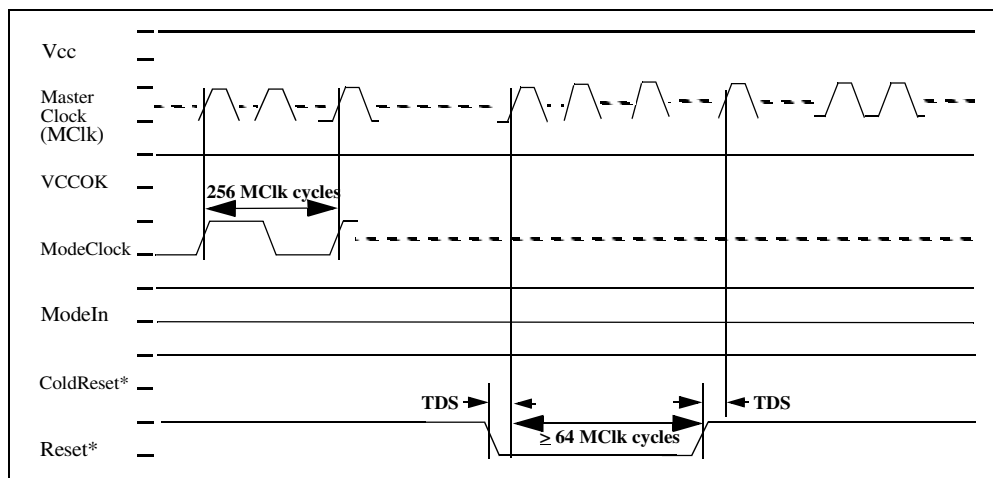 Vcc
Master
Clock
(MClk)
VCCOK
256 MClk cycles
ModeClock
ModeIn
ColdReset*
TDS
TDS
Reset*
≥ 64 MClk cycles